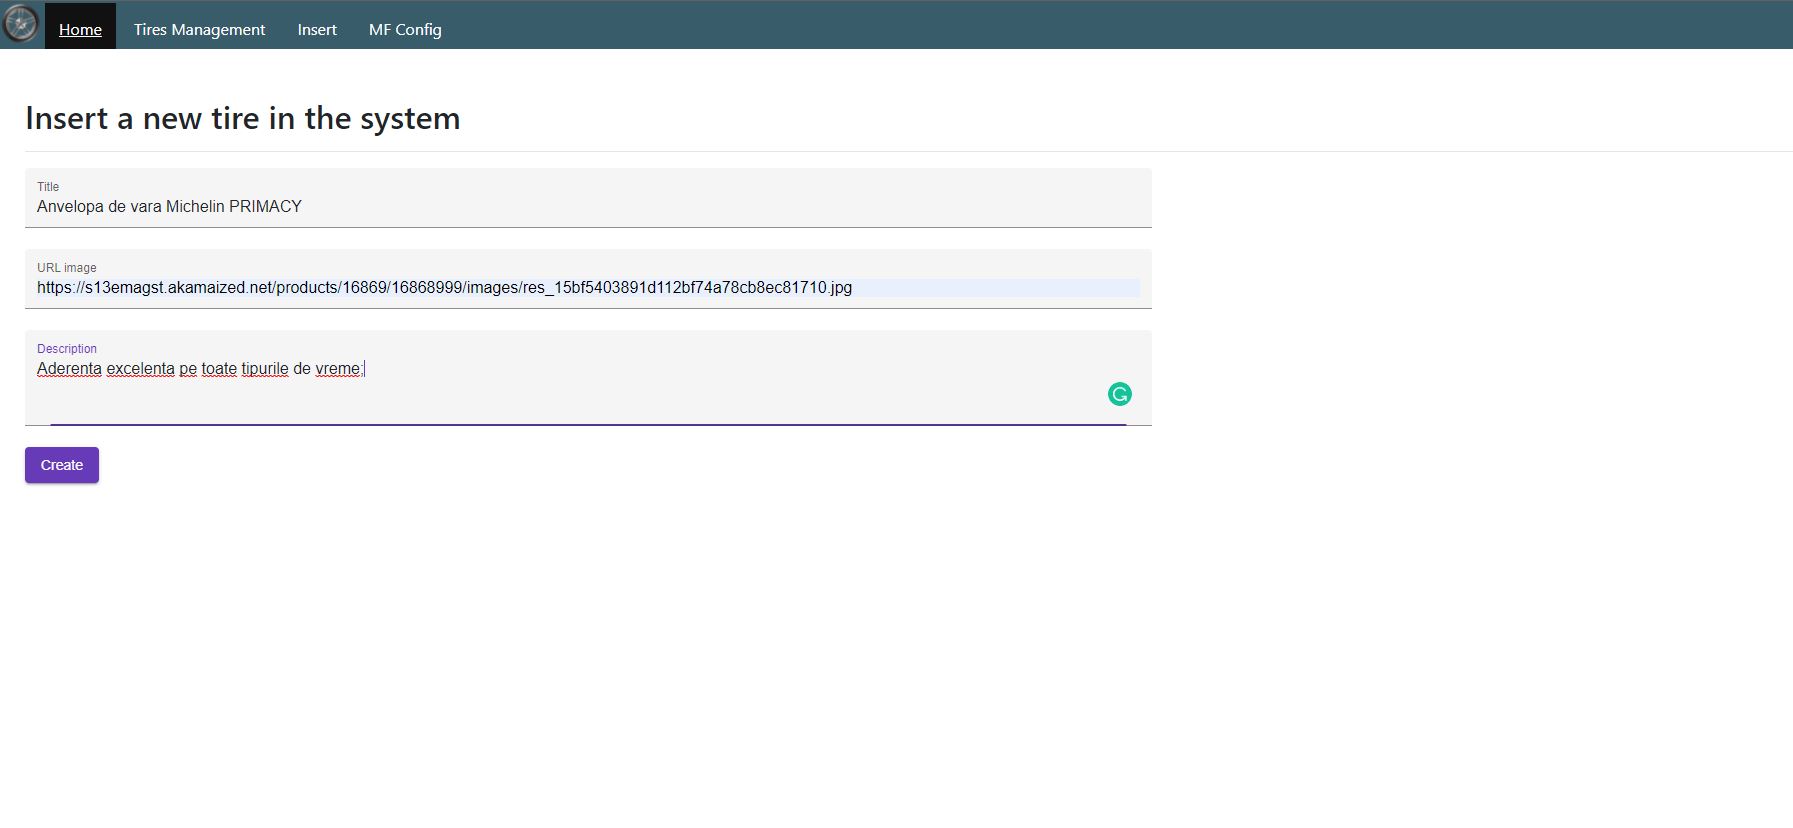 Home Tires Management Insert MF Config
Insert a new tire in the system
Title
Anvelopa de vara Michelin PRIMACY
URL image
https://s13emagst.akamaized.net/products/16869/16868999/images/res_15bf5403891d112bf74a78cb8ec81710.jpg
Description
Aderenta excelenta pe toate tipurile de vreme;
Create